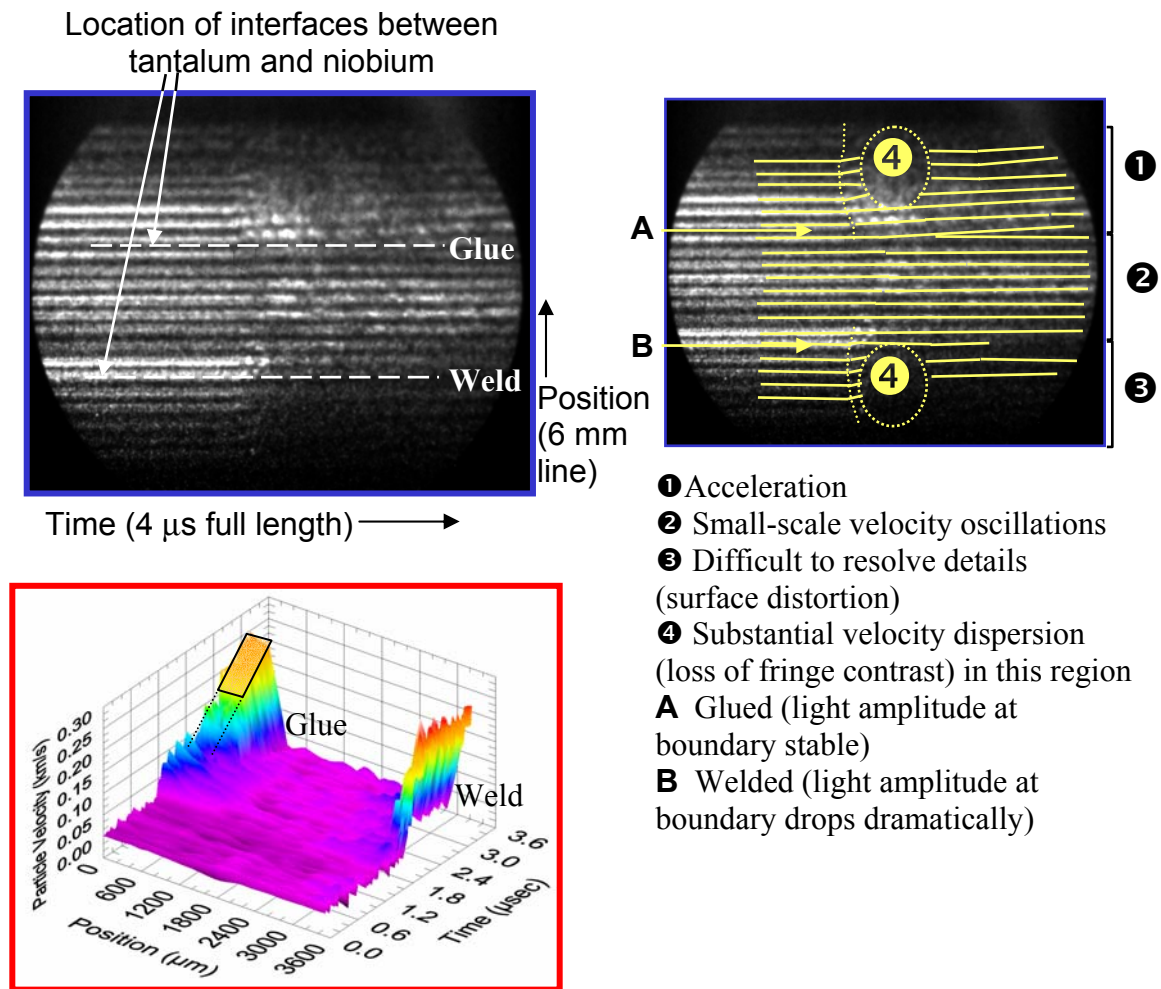 Location of interfaces between
tantalum and niobium
Glue
Weld
Position
(6 mm
line)
Time (4 μs full length)
4
A
B
4
❶
❷
❸
❶Acceleration
❷ Small-scale velocity oscillations
❸ Difficult to resolve details
(surface distortion)
❹ Substantial velocity dispersion
(loss of fringe contrast) in this region
A Glued (light amplitude at
boundary stable)
B Welded (light amplitude at
boundary drops dramatically)
Glue
Weld
Particle Velocity (km/s)
0.30
0.25
0.20
0.15
0.10
0.05
0.00
0
600
1200
1800
2400
3000
3600
Position (μm)
0.0
0.6
1.2
1.8
2.4
3.0
3.6
Time (μsec)